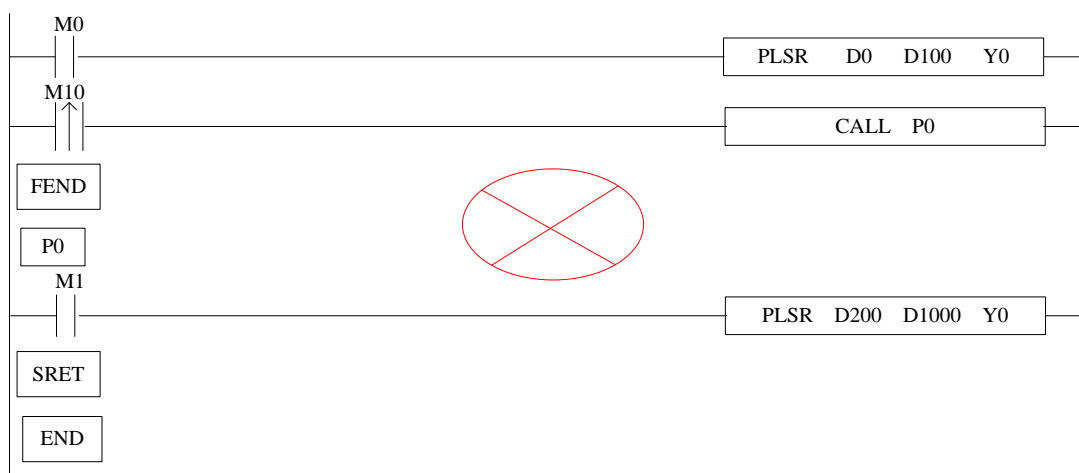 M0
PLSR D0 D100 Y0
M10
CALL P0
FEND
P0
M1
PLSR D200 D1000 Y0
SRET
END